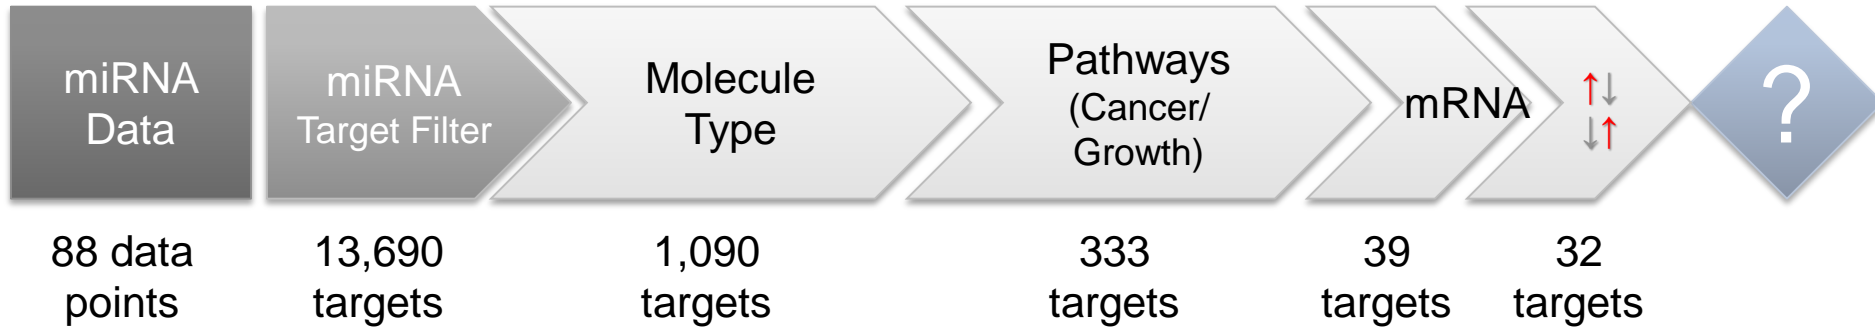 miRNA
Data
miRNA
Target Filter
Molecule
Type
Pathways
(Cancer/
Growth)
mRNA
↑↓
↓↑
?
88 data
points
13,690
targets
1,090
targets
333
targets
39
targets
32
targets